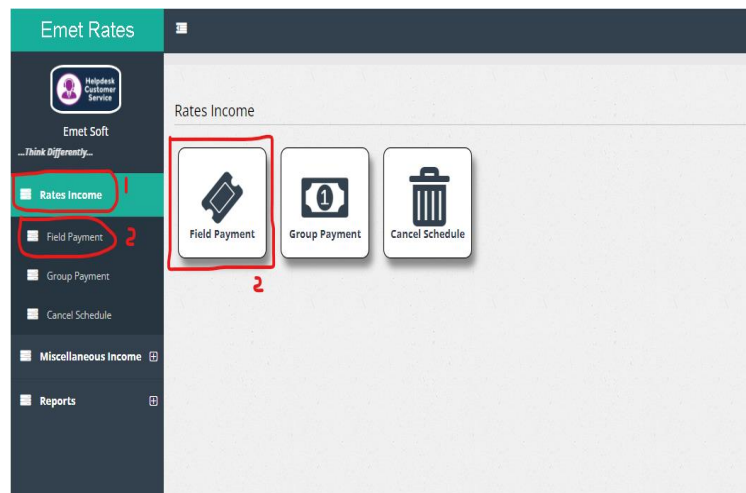 Emet Rates
Helpdesk
Customer
Service
Emet Soft
...Think Differently...
Rates Income 1
Field Payment 2
Group Payment
Cancel Schedule
Miscellaneous Income
Reports
Rates Income
Field Payment
Group Payment
1
Cancel Schedule
2